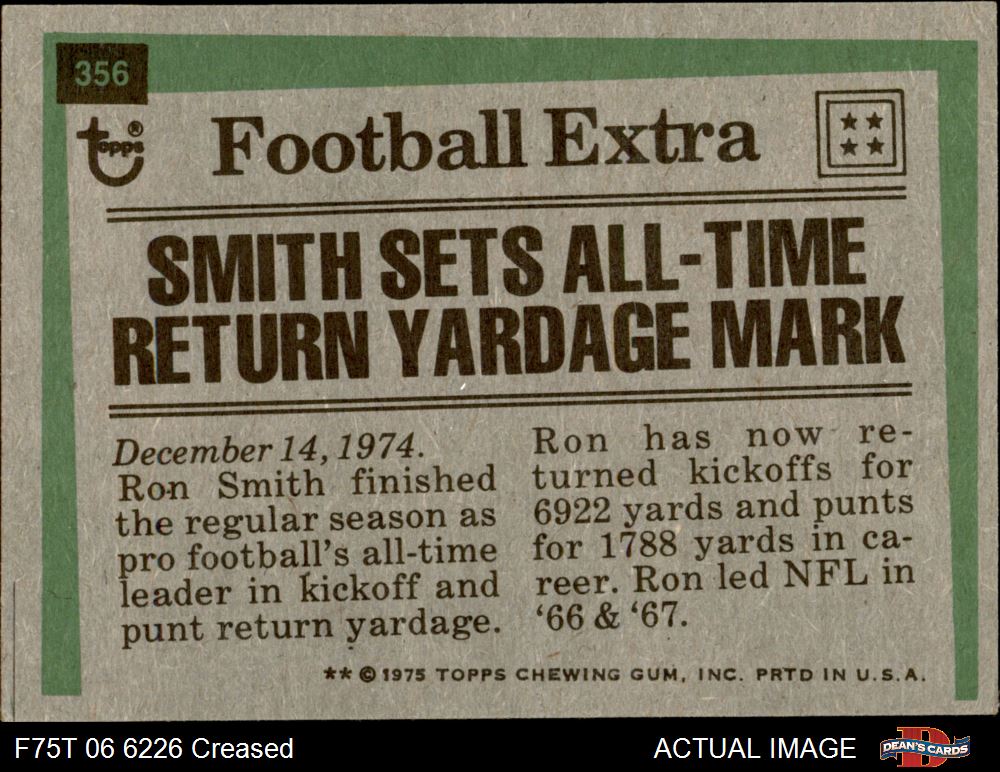 356
topps®
Football Extra
SMITH SETS ALL-TIME
RETURN YARDAGE MARK
December 14, 1974.
Ron Smith finished
the regular season as
pro football's all-time
leader in kickoff and
punt return yardage.
Ron has now re-
turned kickoffs for
6922 yards and punts
for 1788 yards in ca-
reer. Ron led NFL in
‘66 & ‘67.
** © 1975 TOPPS CHEWING GUM, INC. PRTD IN U.S.A.
F75T 06 6226 Creased
ACTUAL IMAGE
D
DEAN'S CARDS